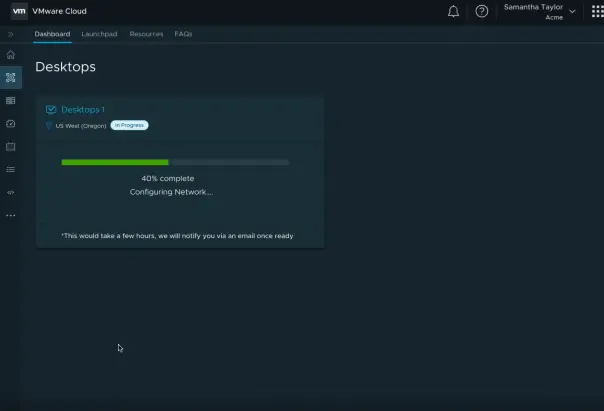 vm VMware Cloud
Samantha Taylor
Acme
Dashboard Launchpad Resources FAQs
Desktops
Desktops 1
US West (Oregon) In Progress
40% complete
Configuring Network....
*This would take a few hours, we will notify you via an email once ready